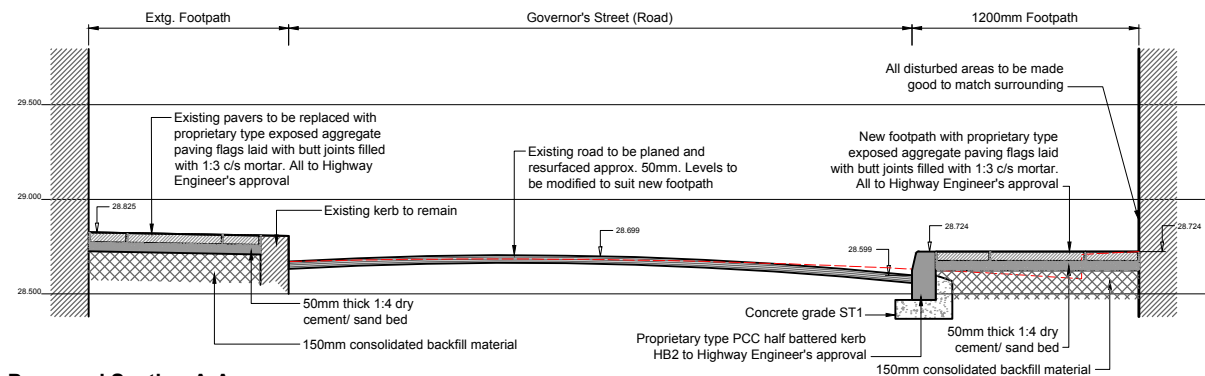 Extg. Footpath
Governor's Street (Road)
1200mm Footpath
All disturbed areas to be made
good to match surrounding
29.500
Existing pavers to be replaced with
proprietary type exposed aggregate
paving flags laid with butt joints filled
with 1:3 c/s mortar. All to Highway
Engineer's approval
Existing road to be planed and
resurfaced approx. 50mm. Levels to
be modified to suit new footpath
New footpath with proprietary type
exposed aggregate paving flags laid
with butt joints filled with 1:3 c/s mortar.
All to Highway Engineer's approval
29.000
28.825
Existing kerb to remain
28.699
28.599
28.724
28.724
28.500
50mm thick 1:4 dry
cement/ sand bed
150mm consolidated backfill material
Concrete grade ST1
Proprietary type PCC half battered kerb
HB2 to Highway Engineer's approval
50mm thick 1:4 dry
cement/ sand bed
150mm consolidated backfill material